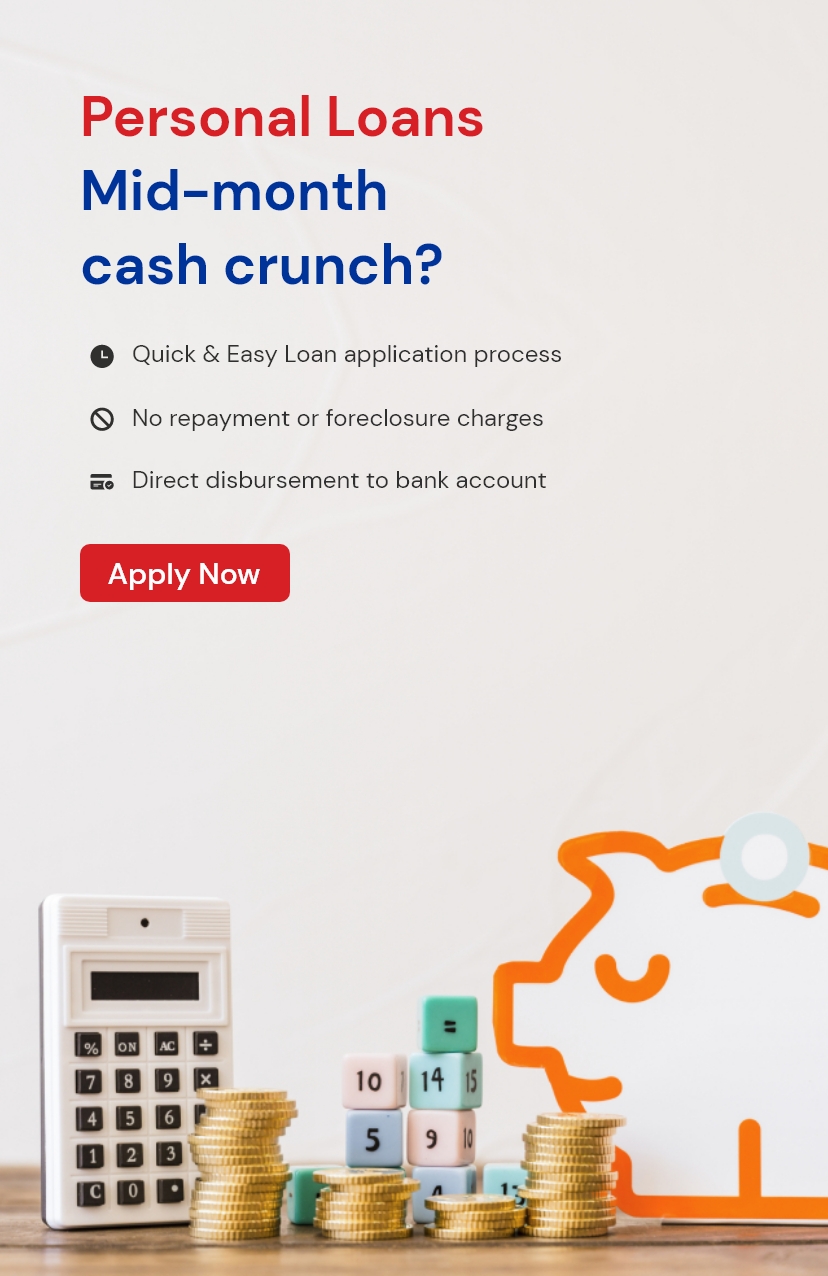 Personal Loans
Mid-month
cash crunch?
Quick & Easy Loan application process
No repayment or foreclosure charges
Direct disbursement to bank account
Apply Now
% ON AC ÷
7 8 9 ×
4 5 6
1 2 3
C 0 •
=
10 14 15
5 9 10